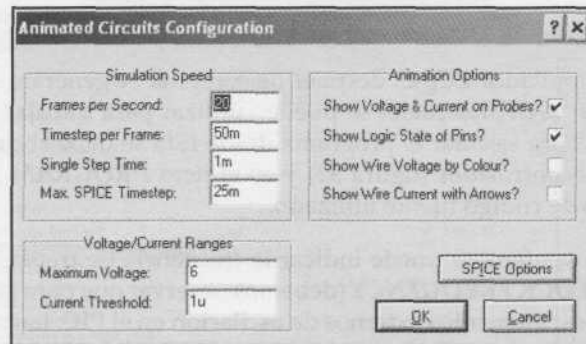 Animated Circuits Configuration
Simulation Speed
Frames per Second: 20
Timestep per Frame: 50m
Single Step Time: 1m
Max. SPICE Timestep: 25m
Voltage/Current Ranges
Maximum Voltage: 6
Current Threshold: 1u
Animation Options
Show Voltage & Current on Probes?
Show Logic State of Pins?
Show Wire Voltage by Colour?
Show Wire Current with Arrows?
SPICE Options
OK
Cancel